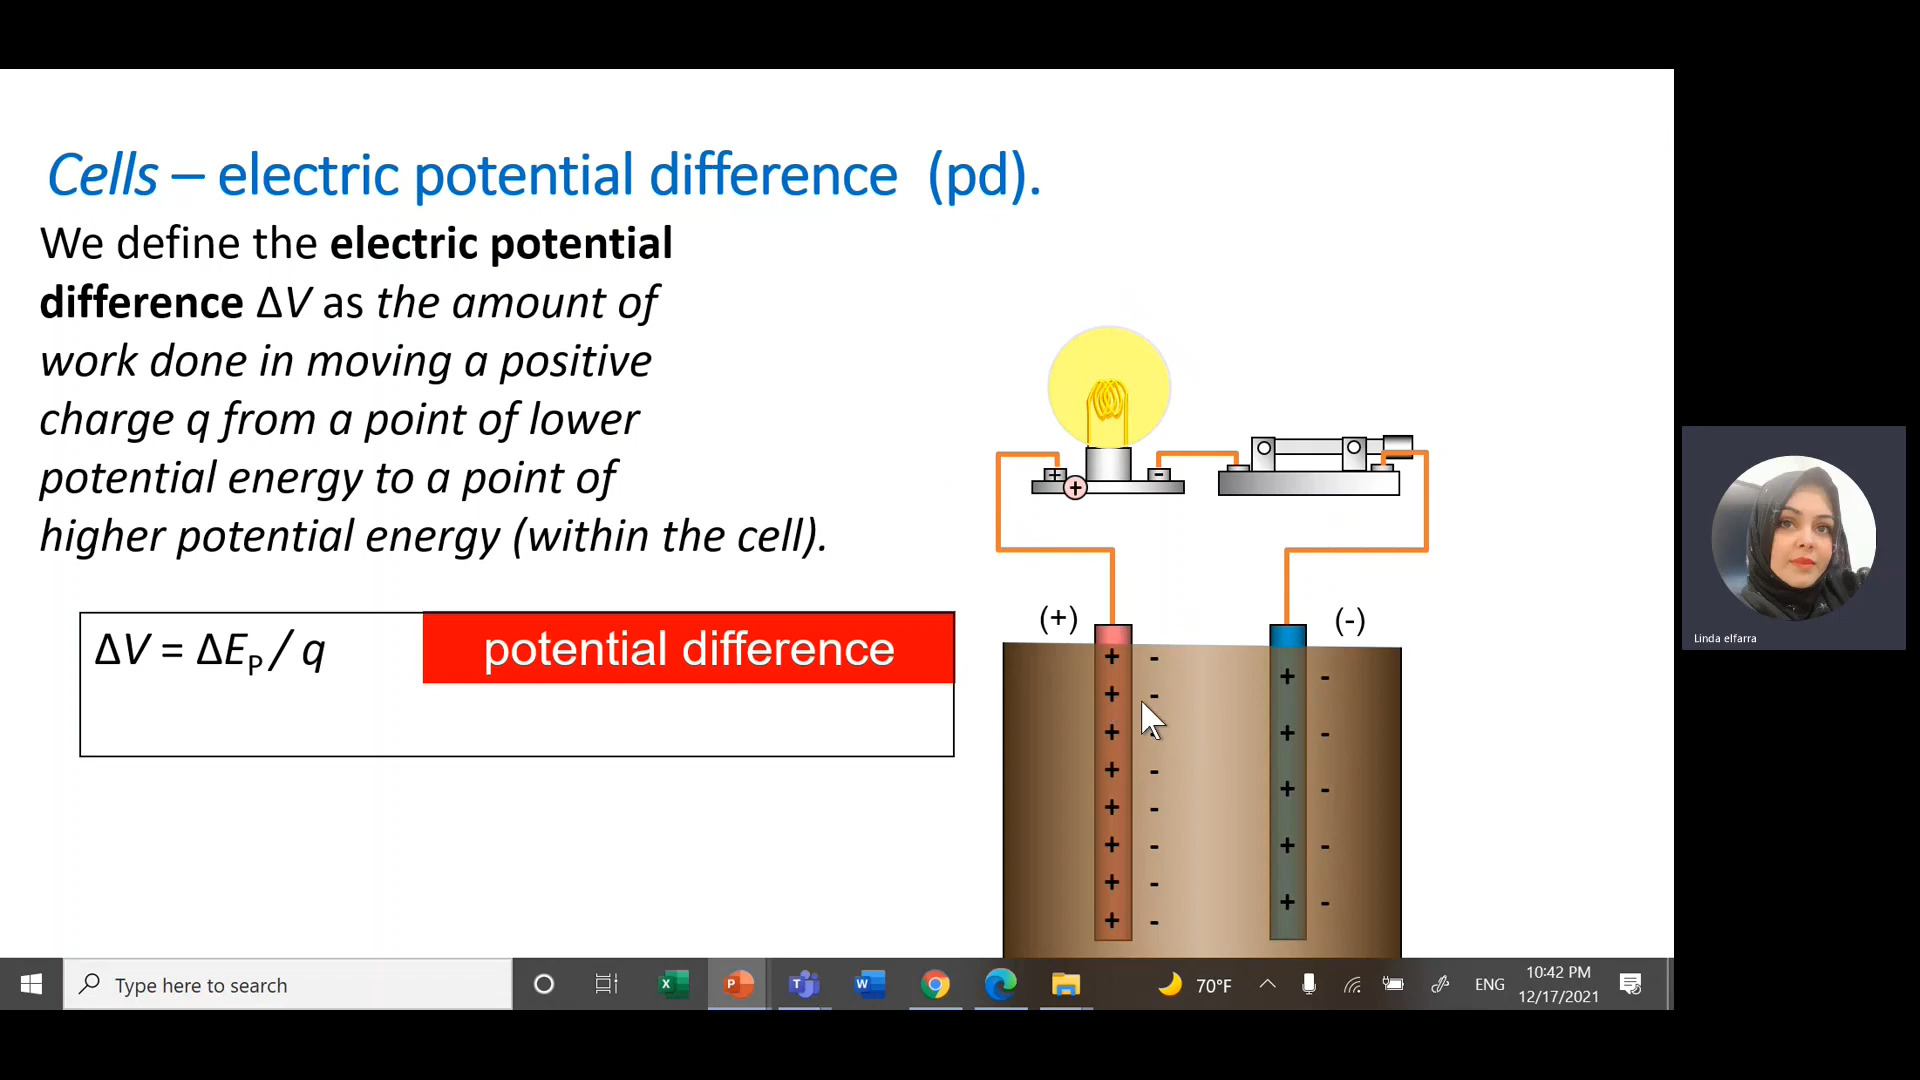 Cells – electric potential difference (pd).
We define the electric potential
difference ΔV as the amount of
work done in moving a positive
charge q from a point of lower
potential energy to a point of
higher potential energy (within the cell).
ΔV = ΔEP / q
potential difference
+ -
+
(+) (-)
+ - + -
+ -
+ - + -
+ -
+ - + -
+ - + -
+ -
+ - + -
Linda elfarra
Type here to search
70°F
ENG
10:42 PM
12/17/2021